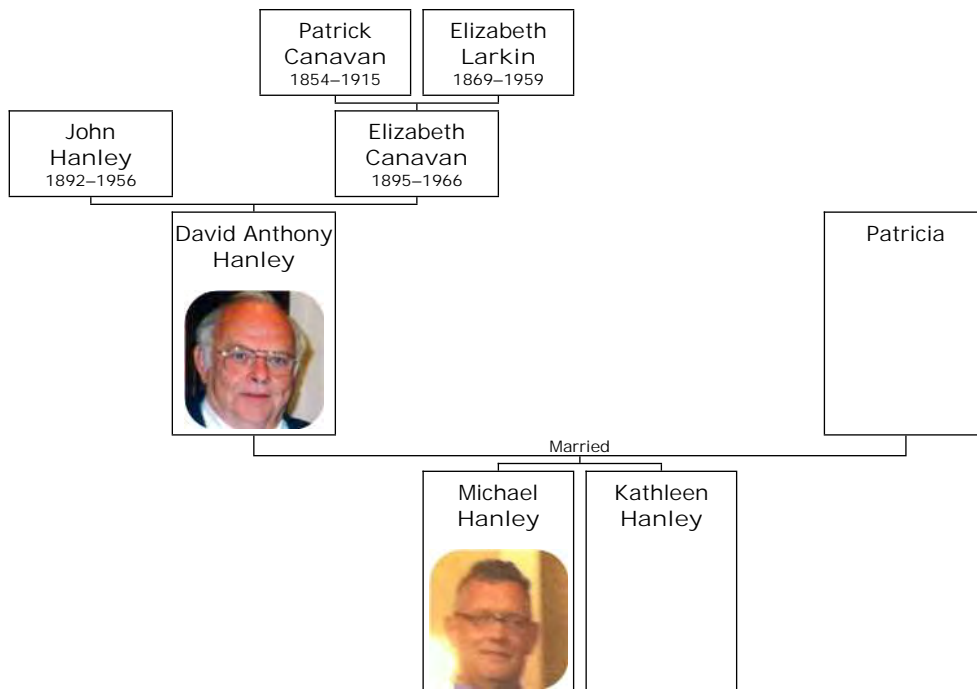 Patrick
Canavan
1854–1915
Elizabeth
Larkin
1869–1959
John
Hanley
1892–1956
Elizabeth
Canavan
1895–1966
David Anthony
Hanley
Patricia
Married
Michael
Hanley
Kathleen
Hanley